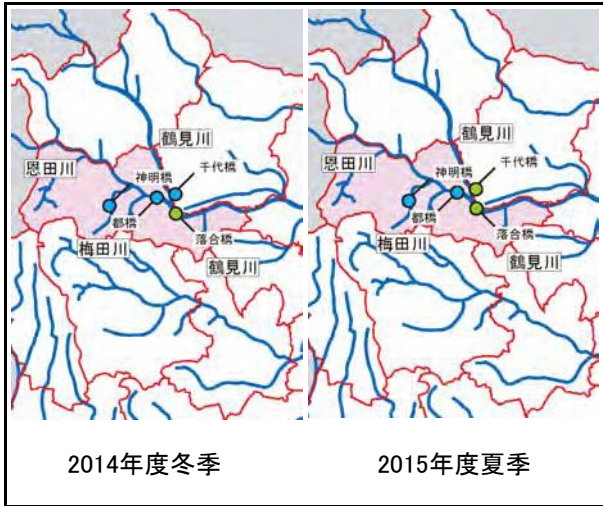 鶴見川
千代橋
恩田川
神明橋
都橋
梅田川
落合橋
鶴見川
2014年度冬季
鶴見川
千代橋
恩田川
神明橋
都橋
梅田川
落合橋
鶴見川
2015年度夏季